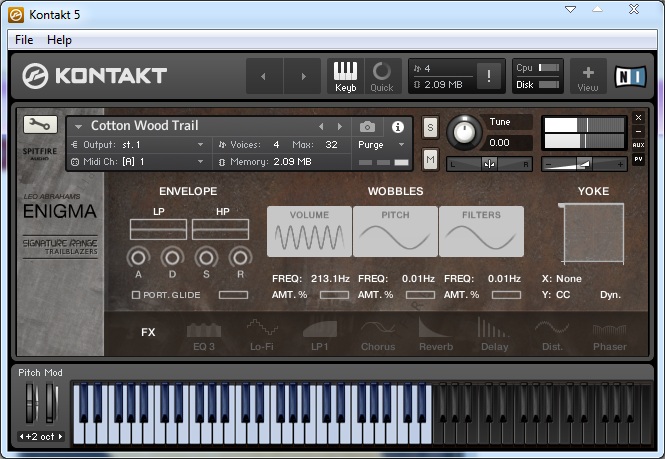 Kontakt 5
File Help
KONTAKT
Keyb
Quick
4
2.09 MB
!
Cpu
Disk
View
NI
SPITFIRE
AUDIO
Cotton Wood Trail
Output: st. 1 Voices: 4 Max: 32 Purge
Midi Ch: [A] 1 Memory: 2.09 MB
S
M
Tune
0.00
L R
AUX
PV
LEO ABRAHAMS
ENIGMA
SIGNATURE RANGE
TRAILBLAZERS
ENVELOPE
LP HP
A D S R
PORT. GLIDE
WOBBLES
VOLUME PITCH FILTERS
FREQ: 213.1Hz FREQ: 0.01Hz FREQ: 0.01Hz
AMT. % AMT. % AMT. %
YOKE
X: None
Y: CC Dyn.
FX
EQ 3 Lo-Fi LP1 Chorus Reverb Delay Dist. Phaser
Pitch Mod
+2 oct